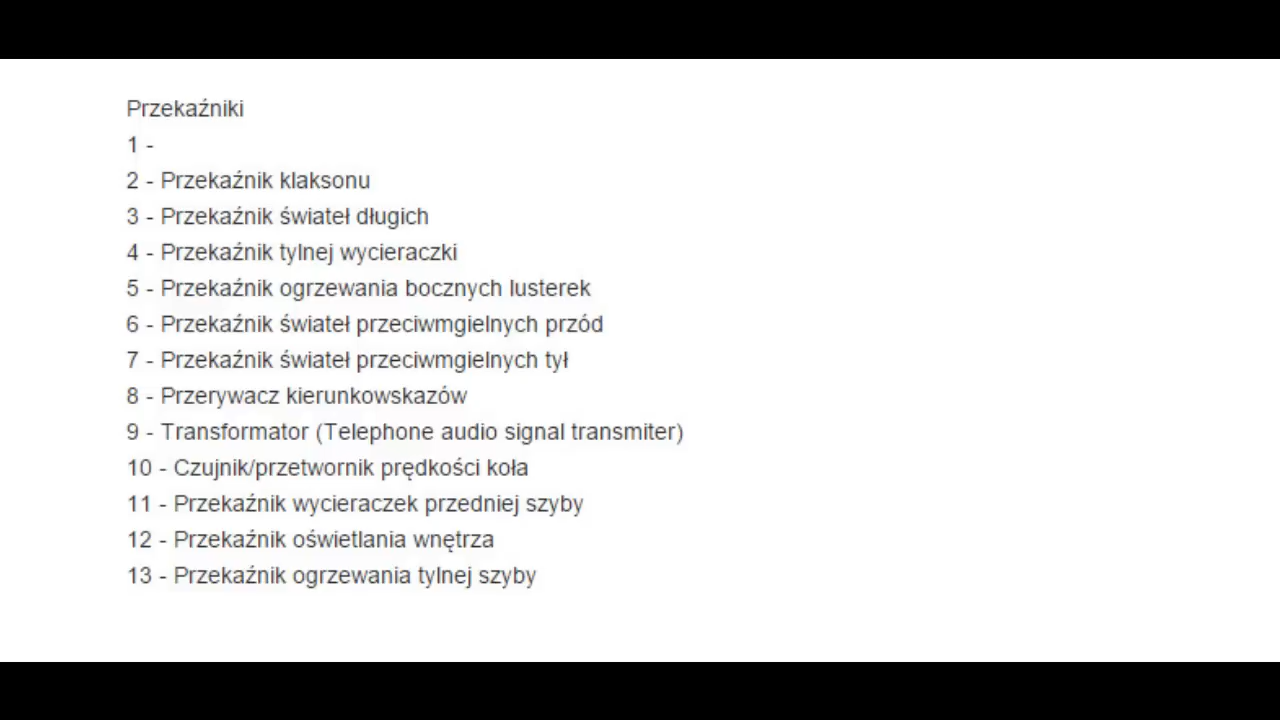 Przekaźniki
1 -
2 - Przekaźnik klaksonu
3 - Przekaźnik świateł długich
4 - Przekaźnik tylnej wycieraczki
5 - Przekaźnik ogrzewania bocznych lusterek
6 - Przekaźnik świateł przeciwmgielnych przód
7 - Przekaźnik świateł przeciwmgielnych tył
8 - Przerywacz kierunkowskazów
9 - Transformator (Telephone audio signal transmiter)
10 - Czujnik/przetwornik prędkości koła
11 - Przekaźnik wycieraczek przedniej szyby
12 - Przekaźnik oświetlania wnętrza
13 - Przekaźnik ogrzewania tylnej szyby